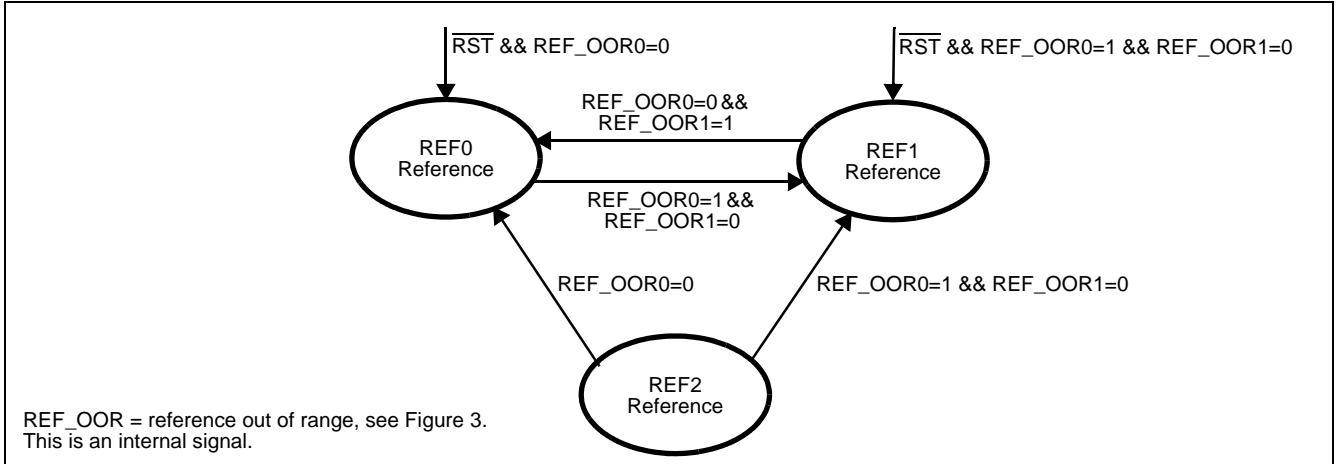 R̅S̅T̅ && REF_OOR0=0
R̅S̅T̅ && REF_OOR0=1 && REF_OOR1=0
REF_OOR0=0 &&
REF_OOR1=1
REF0
Reference
REF1
Reference
REF_OOR0=1 &&
REF_OOR1=0
REF_OOR0=0
REF_OOR0=1 && REF_OOR1=0
REF2
Reference
REF_OOR = reference out of range, see Figure 3.
This is an internal signal.